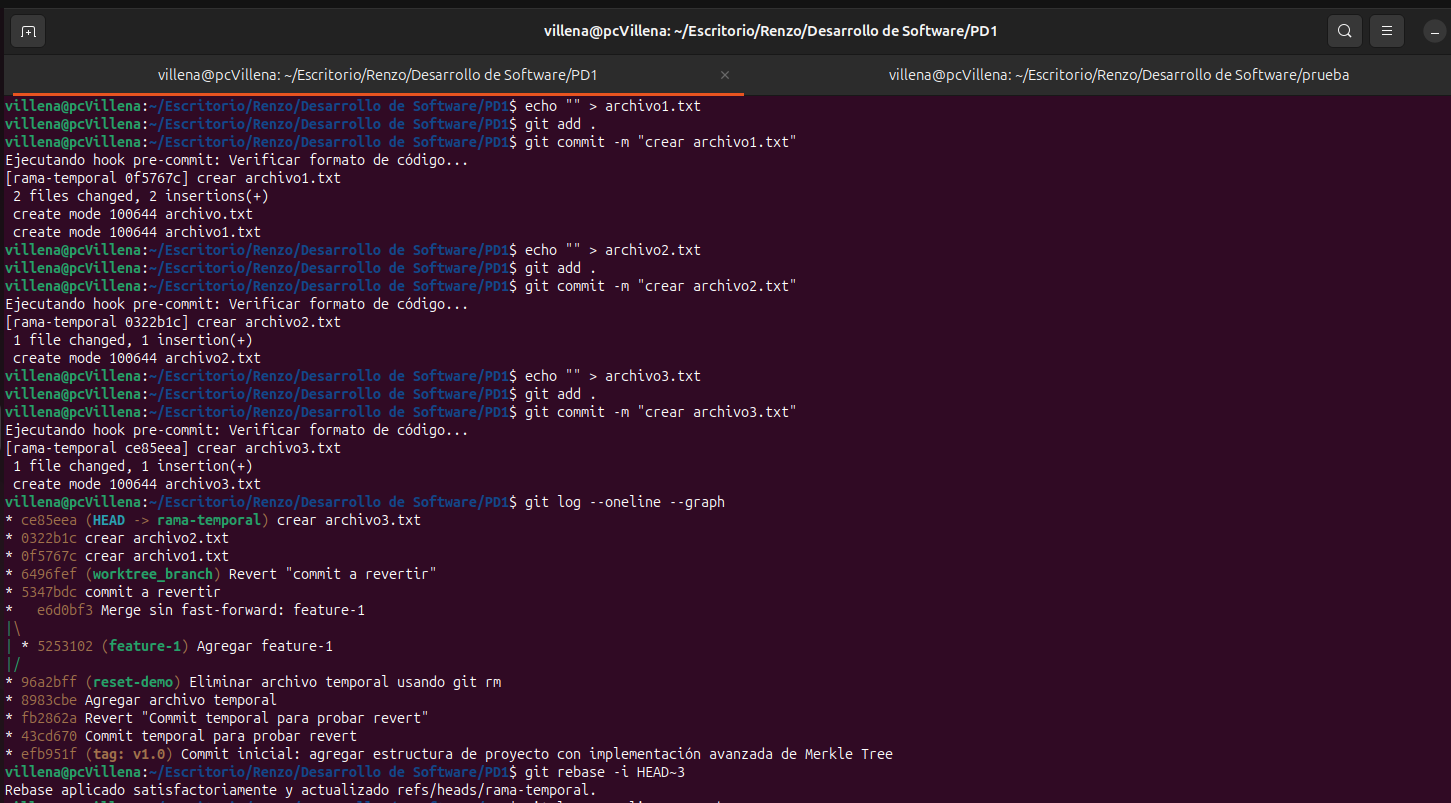 villena@pcVillena: ~/Escritorio/Renzo/Desarrollo de Software/PD1
villena@pcVillena: ~/Escritorio/Renzo/Desarrollo de Software/PD1
villena@pcVillena: ~/Escritorio/Renzo/Desarrollo de Software/prueba
villena@pcVillena:~/Escritorio/Renzo/Desarrollo de Software/PD1$ echo "" > archivo1.txt
villena@pcVillena:~/Escritorio/Renzo/Desarrollo de Software/PD1$ git add .
villena@pcVillena:~/Escritorio/Renzo/Desarrollo de Software/PD1$ git commit -m "crear archivo1.txt"
Ejecutando hook pre-commit: Verificar formato de código...
[rama-temporal 0f5767c] crear archivo1.txt
 2 files changed, 2 insertions(+)
 create mode 100644 archivo.txt
 create mode 100644 archivo1.txt
villena@pcVillena:~/Escritorio/Renzo/Desarrollo de Software/PD1$ echo "" > archivo2.txt
villena@pcVillena:~/Escritorio/Renzo/Desarrollo de Software/PD1$ git add .
villena@pcVillena:~/Escritorio/Renzo/Desarrollo de Software/PD1$ git commit -m "crear archivo2.txt"
Ejecutando hook pre-commit: Verificar formato de código...
[rama-temporal 0322b1c] crear archivo2.txt
 1 file changed, 1 insertion(+)
 create mode 100644 archivo2.txt
villena@pcVillena:~/Escritorio/Renzo/Desarrollo de Software/PD1$ echo "" > archivo3.txt
villena@pcVillena:~/Escritorio/Renzo/Desarrollo de Software/PD1$ git add .
villena@pcVillena:~/Escritorio/Renzo/Desarrollo de Software/PD1$ git commit -m "crear archivo3.txt"
Ejecutando hook pre-commit: Verificar formato de código...
[rama-temporal ce85eea] crear archivo3.txt
 1 file changed, 1 insertion(+)
 create mode 100644 archivo3.txt
villena@pcVillena:~/Escritorio/Renzo/Desarrollo de Software/PD1$ git log --oneline --graph
* ce85eea (HEAD -> rama-temporal) crear archivo3.txt
* 0322b1c crear archivo2.txt
* 0f5767c crear archivo1.txt
* 6496fef (worktree_branch) Revert "commit a revertir"
* 5347bdc commit a revertir
*   e6d0bf3 Merge sin fast-forward: feature-1
|\
| * 5253102 (feature-1) Agregar feature-1
|/
* 96a2bff (reset-demo) Eliminar archivo temporal usando git rm
* 8983cbe Agregar archivo temporal
* fb2862a Revert "Commit temporal para probar revert"
* 43cd670 Commit temporal para probar revert
* efb951f (tag: v1.0) Commit inicial: agregar estructura de proyecto con implementación avanzada de Merkle Tree
villena@pcVillena:~/Escritorio/Renzo/Desarrollo de Software/PD1$ git rebase -i HEAD~3
Rebase aplicado satisfactoriamente y actualizado refs/heads/rama-temporal.